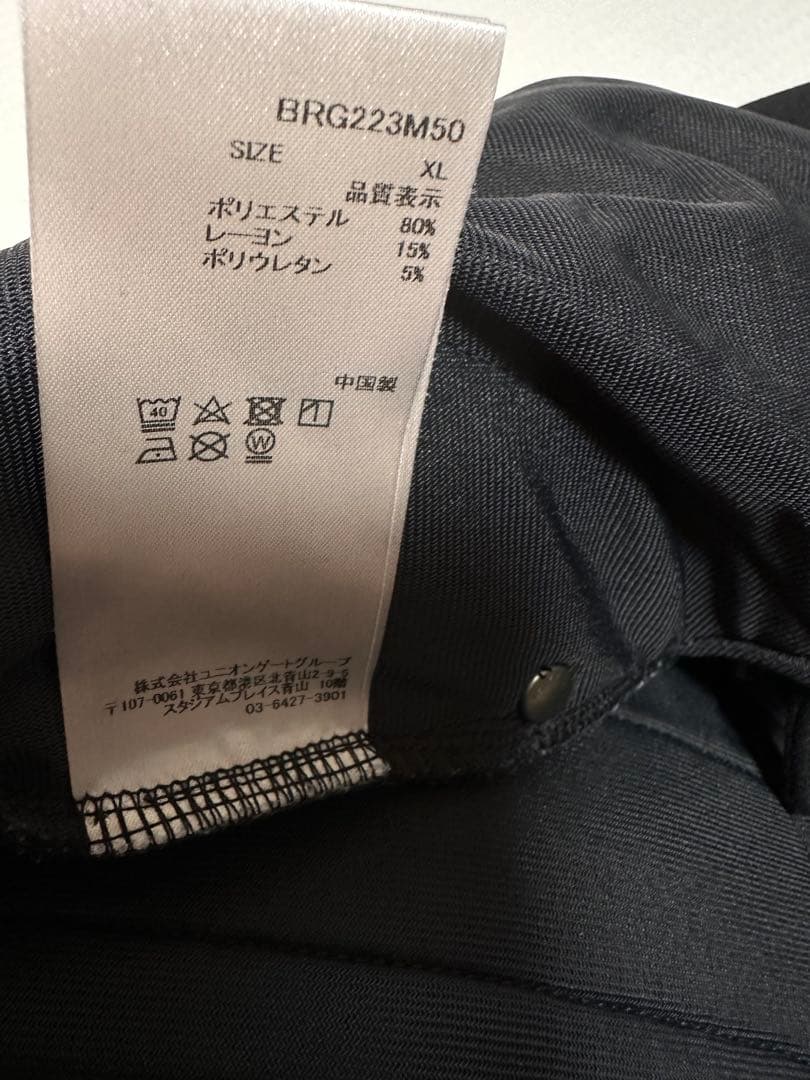 BRG223M50
SIZE XL
品質表示
ポリエステル 80%
レーヨン 15%
ポリウレタン 5%
中国製
40
W
株式会社ユニオンゲートグループ
〒107-0061 東京都港区北青山2-9-5
スタジアムプレイス青山 10階
03-6427-3901